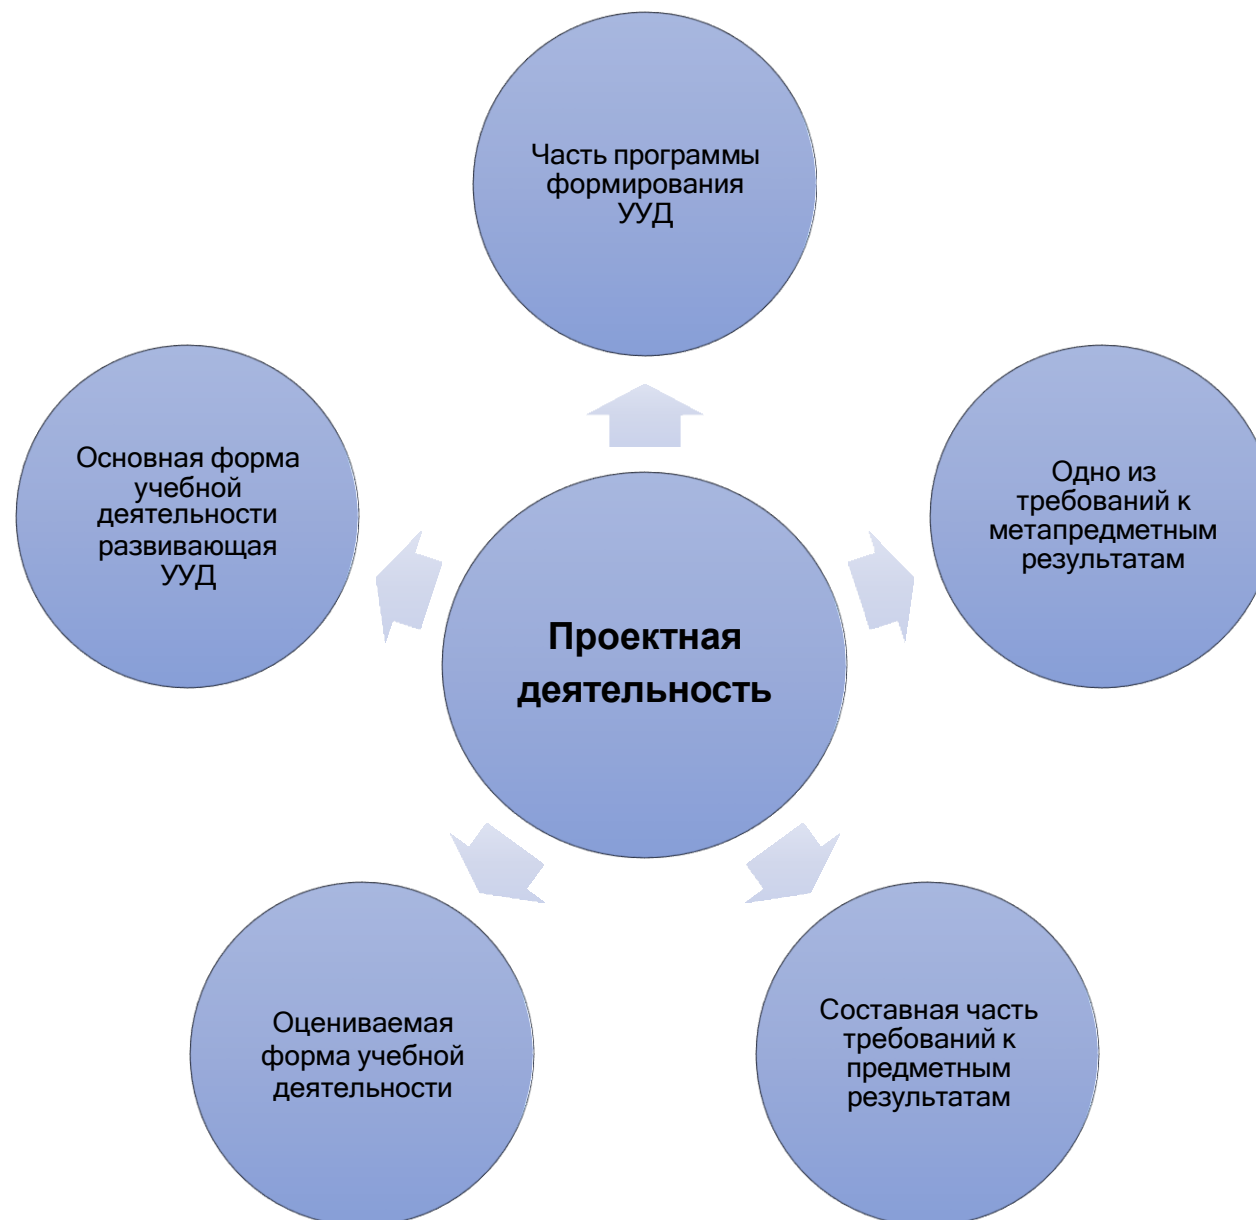 Часть программы
формирования
УУД
Основная форма
учебной
деятельности
развивающая
УУД
Одно из
требований к
метапредметным
результатам
Проектная
деятельность
Оцениваемая
форма учебной
деятельности
Составная часть
требований к
предметным
результатам